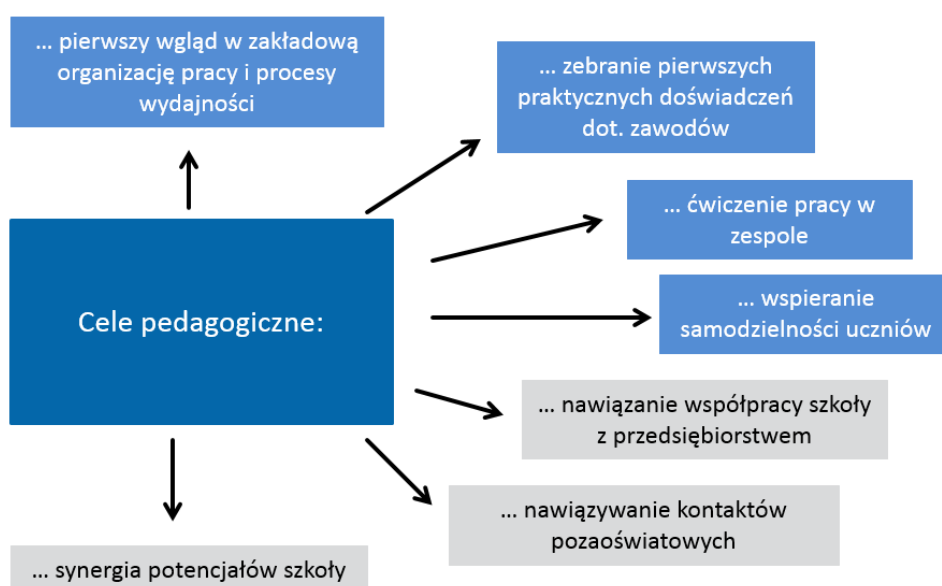 ... pierwszy wgląd w zakładową
organizację pracy i procesy
wydajności
... zebranie pierwszych
praktycznych doświadczeń
dot. zawodów
... ćwiczenie pracy w
zespole
Cele pedagogiczne:
... wspieranie
samodzielności uczniów
... nawiązanie współpracy szkoły
z przedsiębiorstwem
... nawiązywanie kontaktów
pozaoświatowych
... synergia potencjałów szkoły